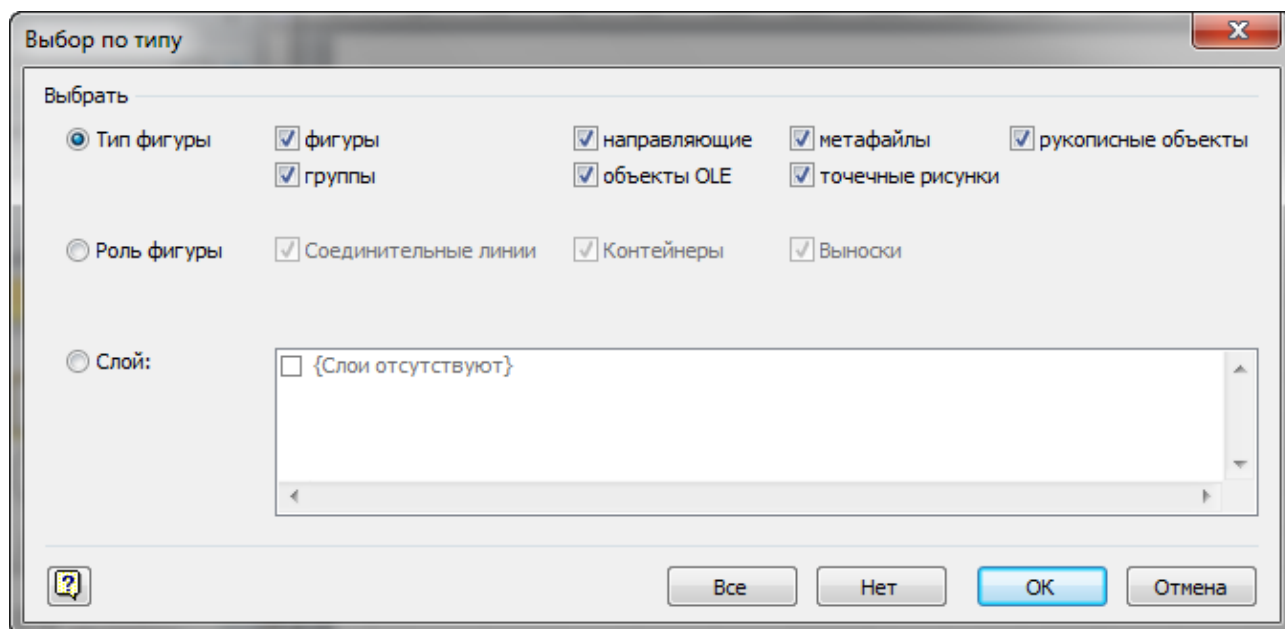 Выбор по типу
Выбрать
Тип фигуры фигуры направляющие метафайлы рукописные объекты
группы объекты OLE точечные рисунки
Роль фигуры Соединительные линии Контейнеры Выноски
Слой: {Слои отсутствуют}
Все Нет ОК Отмена